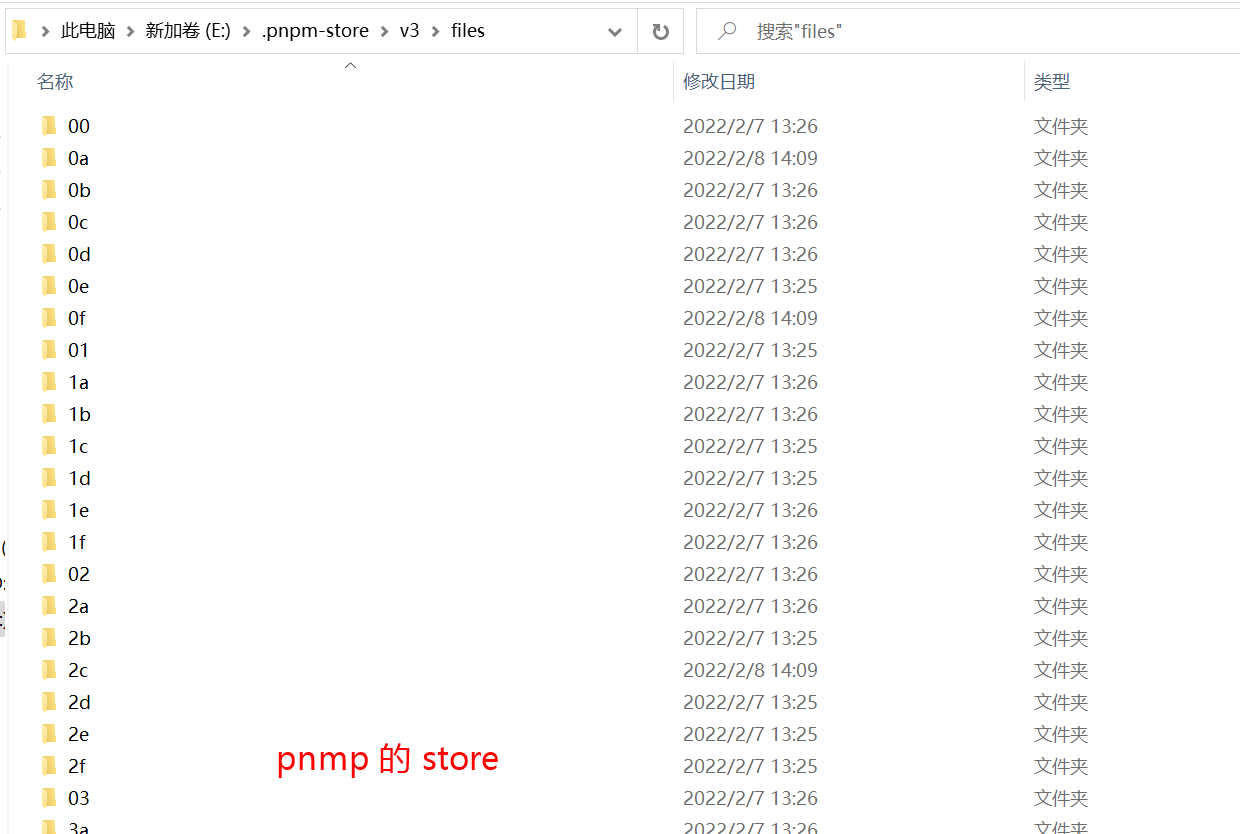 此电脑 > 新加卷 (E:) > .pnpm-store > v3 > files 搜索"files"
名称 修改日期 类型
00 2022/2/7 13:26 文件夹
0a 2022/2/8 14:09 文件夹
0b 2022/2/7 13:26 文件夹
0c 2022/2/7 13:26 文件夹
0d 2022/2/7 13:26 文件夹
0e 2022/2/7 13:25 文件夹
0f 2022/2/8 14:09 文件夹
01 2022/2/7 13:25 文件夹
1a 2022/2/7 13:26 文件夹
1b 2022/2/7 13:26 文件夹
1c 2022/2/7 13:25 文件夹
1d 2022/2/7 13:25 文件夹
1e 2022/2/7 13:26 文件夹
1f 2022/2/7 13:26 文件夹
02 2022/2/7 13:26 文件夹
2a 2022/2/7 13:26 文件夹
2b 2022/2/7 13:25 文件夹
2c 2022/2/8 14:09 文件夹
2d 2022/2/7 13:25 文件夹
2e 2022/2/7 13:26 文件夹
pnmp 的 store
2f 2022/2/7 13:25 文件夹
03 2022/2/7 13:26 文件夹
3a 2022/2/7 13:26 文件夹